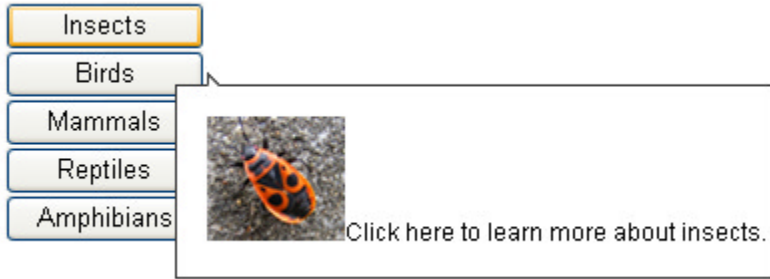 Insects
Birds
Mammals
Reptiles
Amphibians
Click here to learn more about insects.